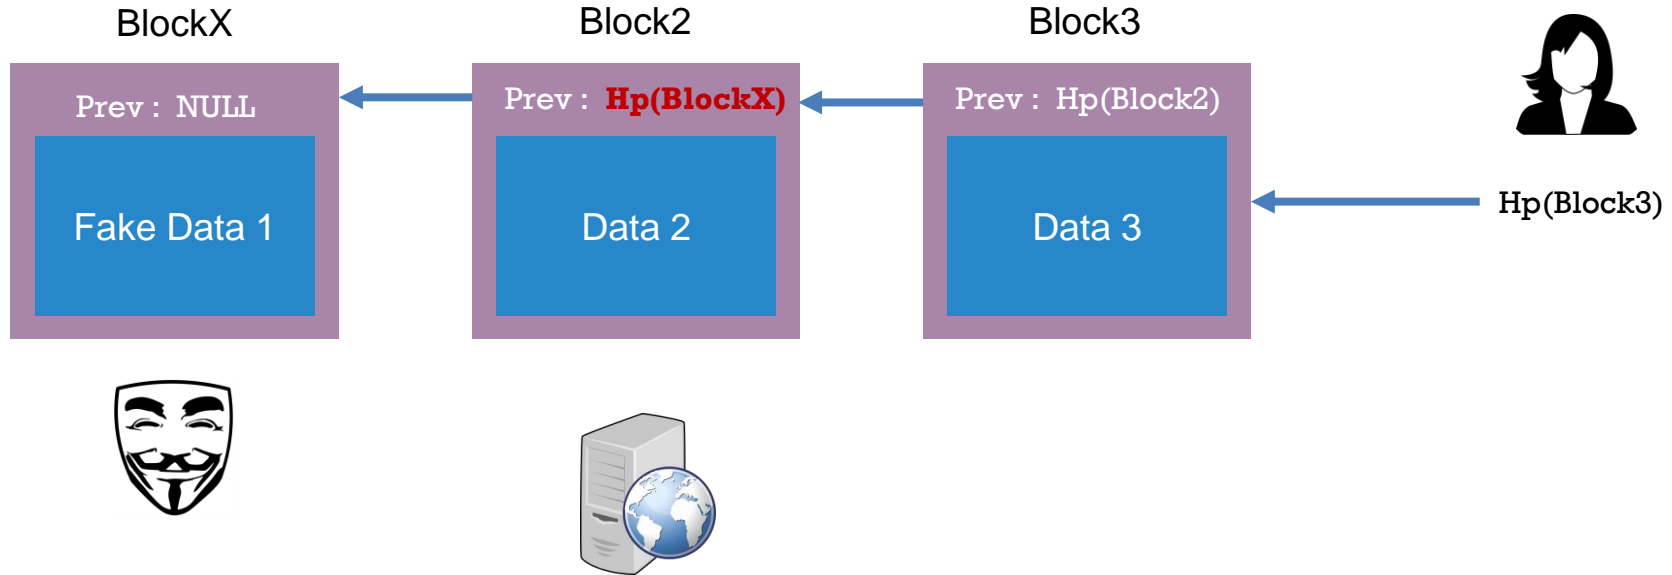 BlockX
Block2
Block3
Prev : NULL
Prev : Hp(BlockX)
Prev : Hp(Block2)
Fake Data 1
Data 2
Data 3
Hp(Block3)